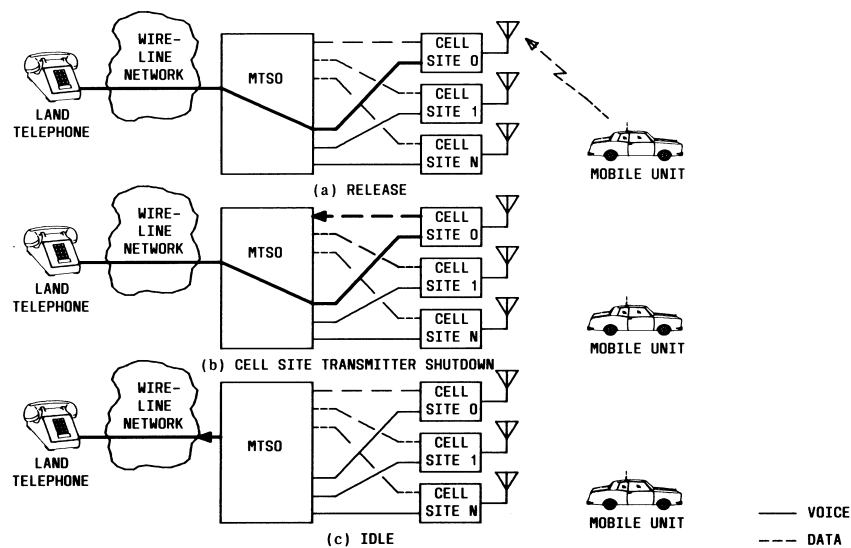 WIRE-
LINE
NETWORK
MTSO
CELL
SITE 0
CELL
SITE 1
CELL
SITE N
LAND
TELEPHONE
MOBILE UNIT
(a) RELEASE
WIRE-
LINE
NETWORK
MTSO
CELL
SITE 0
CELL
SITE 1
CELL
SITE N
LAND
TELEPHONE
MOBILE UNIT
(b) CELL SITE TRANSMITTER SHUTDOWN
WIRE-
LINE
NETWORK
MTSO
CELL
SITE 0
CELL
SITE 1
CELL
SITE N
LAND
TELEPHONE
MOBILE UNIT
(c) IDLE
VOICE
DATA